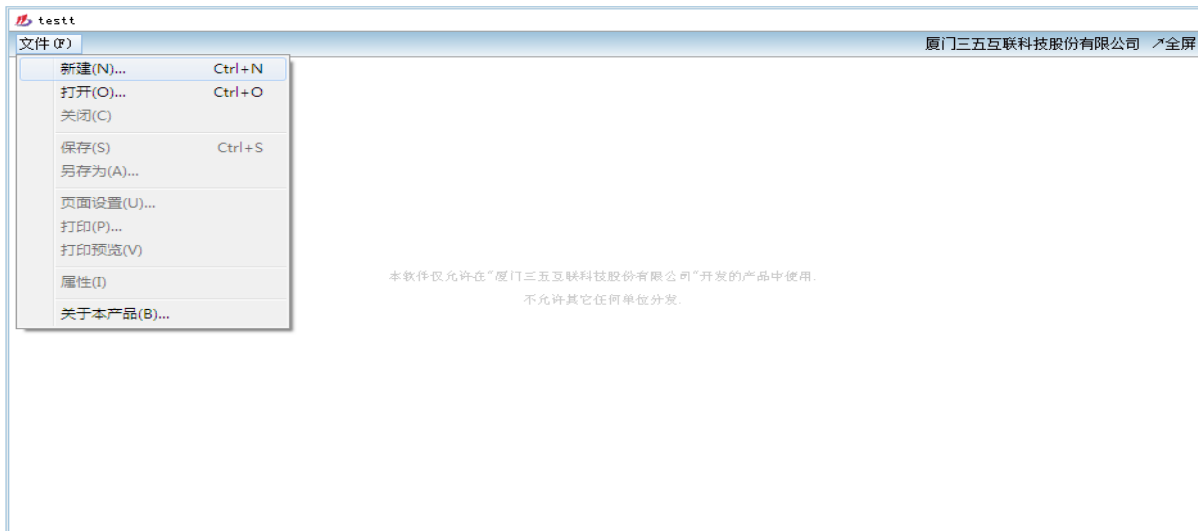 testt
文件(F) 厦门三五互联科技股份有限公司 ↗全屏
新建(N)... Ctrl+N
打开(O)... Ctrl+O
关闭(C)
保存(S) Ctrl+S
另存为(A)...
页面设置(U)...
打印(P)...
打印预览(V)
属性(I)
关于本产品(B)...
本软件仅允许在"厦门三五互联科技股份有限公司"开发的产品中使用.
不允许其它任何单位分发.